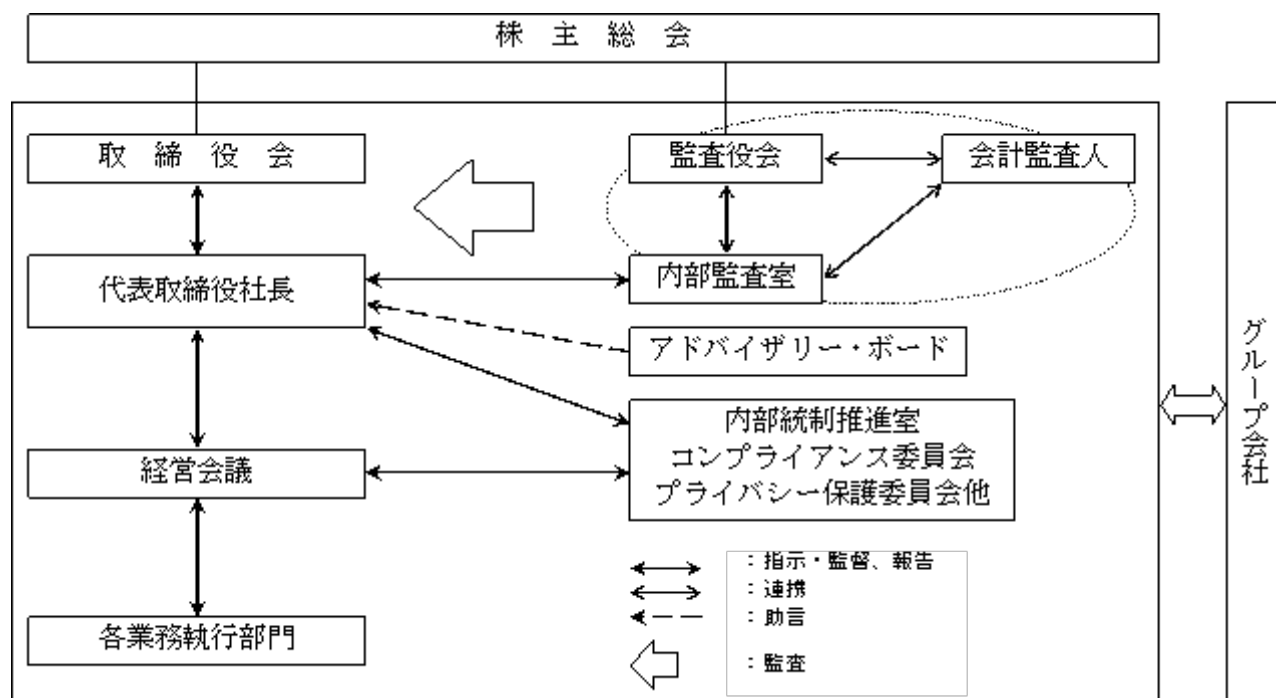 株主総会
取締役会
監査役会
会計監査人
代表取締役社長
内部監査室
アドバイザリー・ボード
内部統制推進室
コンプライアンス委員会
プライバシー保護委員会他
経営会議
各業務執行部門
グループ会社
：指示・監督、報告
：連携
：助言
：監査